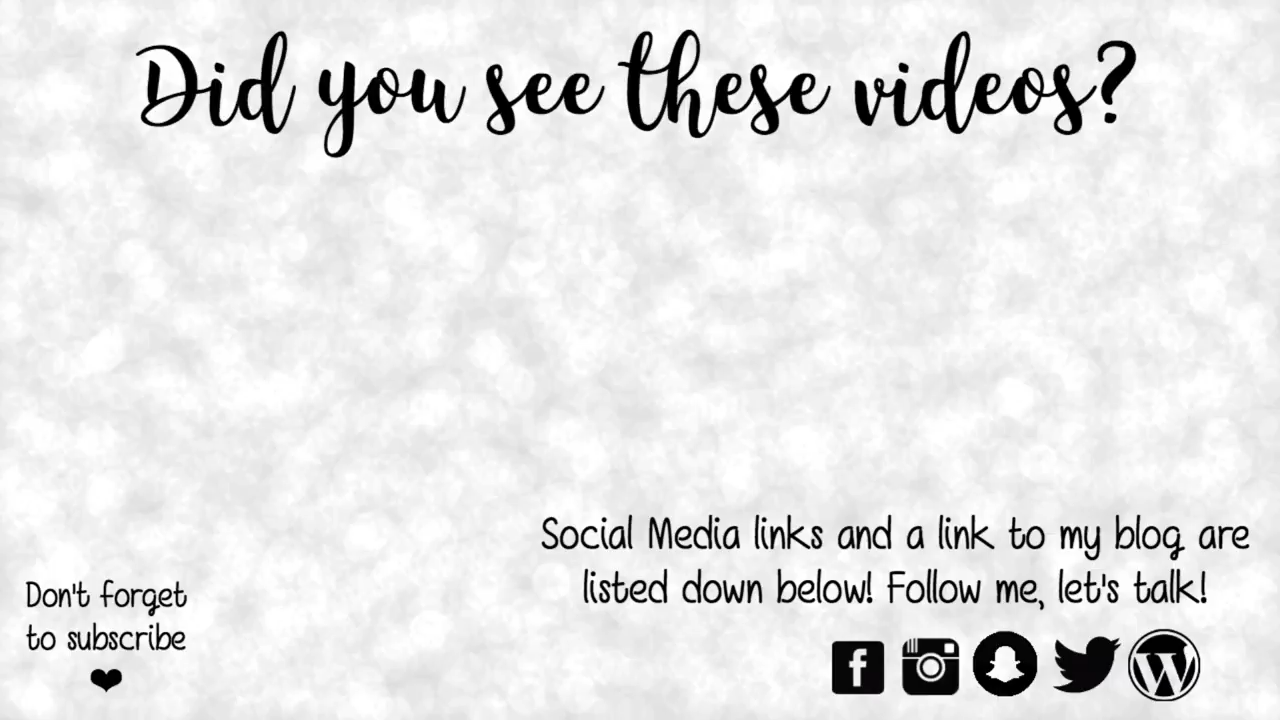 Did you see these videos?
Social Media links and a link to my blog are
listed down below! Follow me, let's talk!
Don't forget
to subscribe